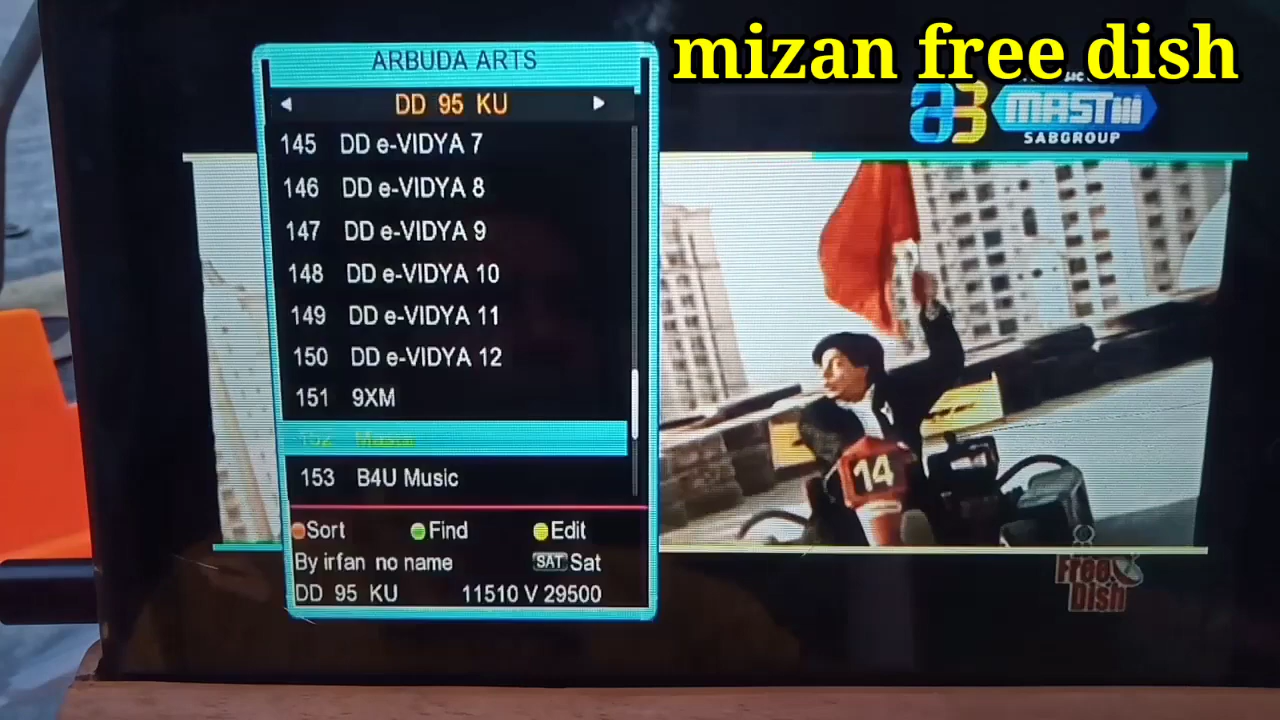 mizan free dish
ARBUDA ARTS
DD 95 KU
145 DD e-VIDYA 7
146 DD e-VIDYA 8
147 DD e-VIDYA 9
148 DD e-VIDYA 10
149 DD e-VIDYA 11
150 DD e-VIDYA 12
151 9XM
152
153 B4U Music
Sort Find Edit
By irfan no name SAT Sat
DD 95 KU 11510 V 29500
MASTiii
SABGROUP
14
Free
Dish